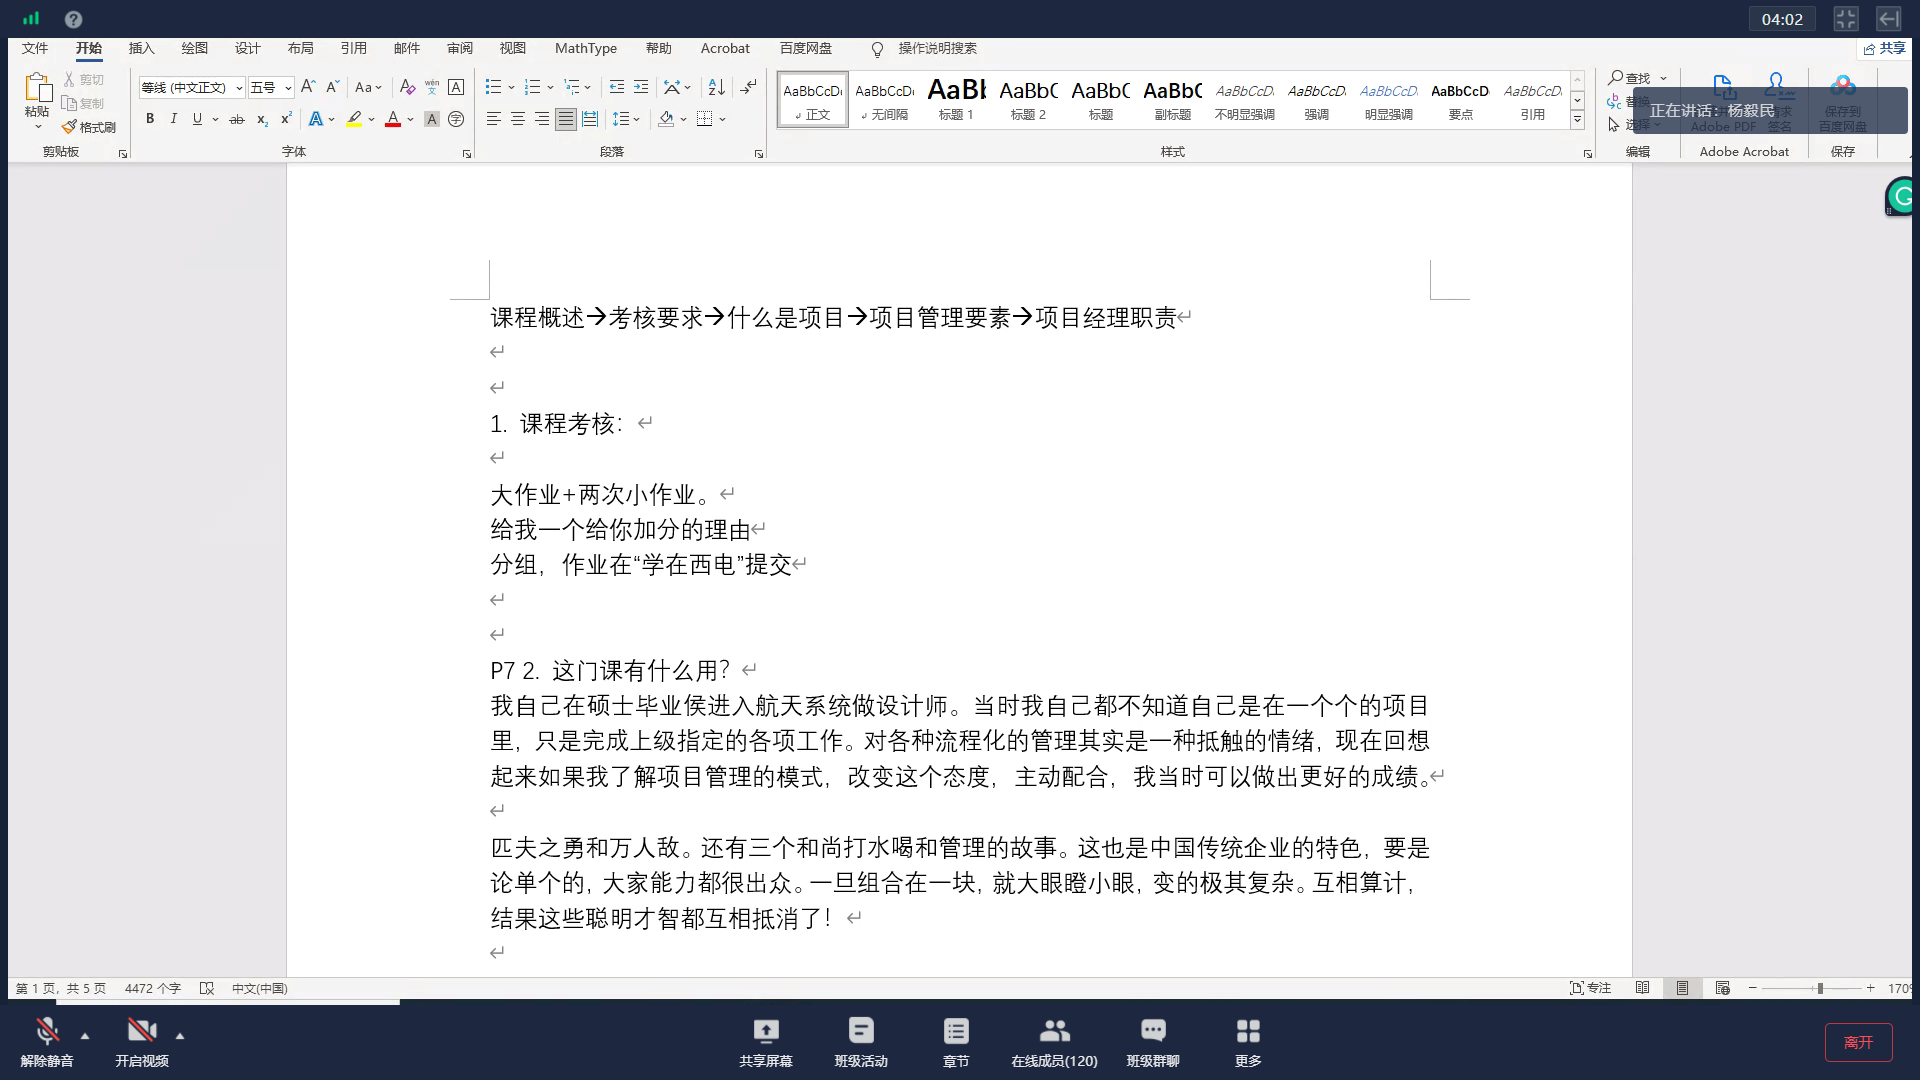 04:02
文件 开始 插入 绘图 设计 布局 引用 邮件 审阅 视图 MathType 帮助 Acrobat 百度网盘 操作说明搜索 共享
粘贴 剪切 复制 格式刷
等线 (中文正文) 五号
AaBbCcDd AaBbCcDd AaBb AaBbC AaBbC AaBbC AaBbCcDd AaBbCcDd AaBbCcDd AaBbCcD AaBbCcDd
正文 无间隔 标题 1 标题 2 标题 副标题 不明显强调 强调 明显强调 要点 引用
查找
选择
正在讲话: 杨毅民
剪贴板 字体 段落 样式 编辑 Adobe Acrobat 保存
课程概述→考核要求→什么是项目→项目管理要素→项目经理职责
1. 课程考核：
大作业+两次小作业。
给我一个给你加分的理由
分组，作业在“学在西电”提交
P7 2. 这门课有什么用？
我自己在硕士毕业侯进入航天系统做设计师。当时我自己都不知道自己是在一个个的项目
里，只是完成上级指定的各项工作。对各种流程化的管理其实是一种抵触的情绪，现在回想
起来如果我了解项目管理的模式，改变这个态度，主动配合，我当时可以做出更好的成绩。
匹夫之勇和万人敌。还有三个和尚打水喝和管理的故事。这也是中国传统企业的特色，要是
论单个的，大家能力都很出众。一旦组合在一块，就大眼瞪小眼，变的极其复杂。互相算计，
结果这些聪明才智都互相抵消了！
第 1 页，共 5 页 4472 个字 中文(中国) 专注 170%
解除静音 开启视频 共享屏幕 班级活动 章节 在线成员(120) 班级群聊 更多 离开